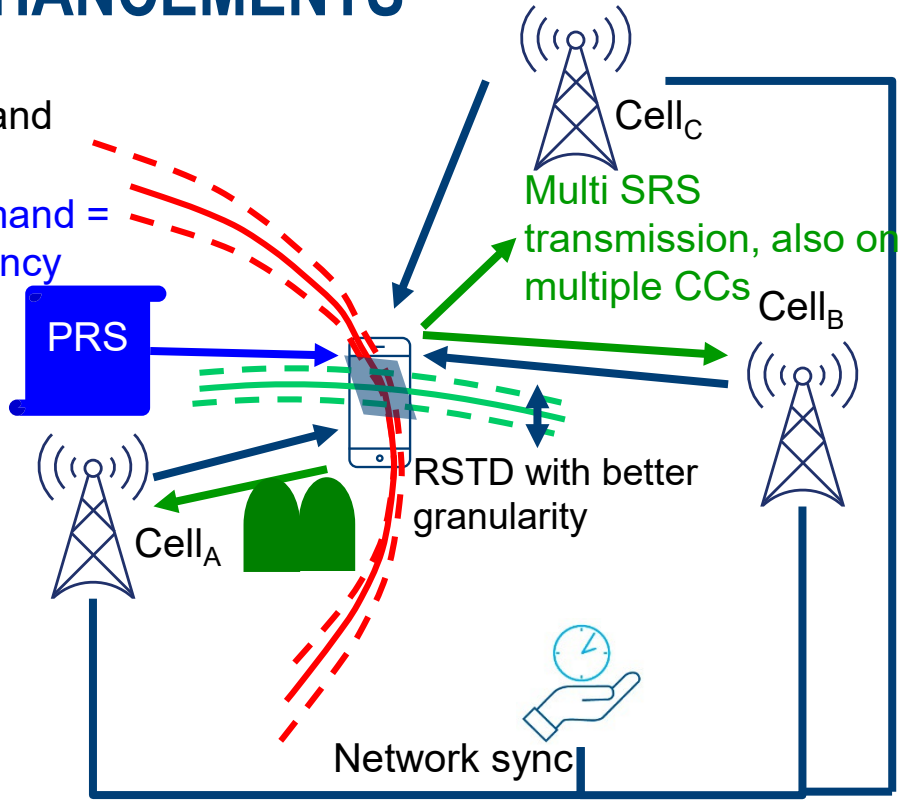 HANCEMENTS
and
Cell_C
Multi SRS
transmission, also on
multiple CCs
hand =
ncy
PRS
Cell_B
RSTD with better
granularity
Cell_A
Network sync